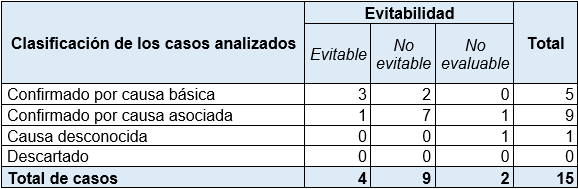 Clasificación de los casos analizados Evitabilidad Total
Evitable No evitable No evaluable
Confirmado por causa básica 3 2 0 5
Confirmado por causa asociada 1 7 1 9
Causa desconocida 0 0 1 1
Descartado 0 0 0 0
Total de casos 4 9 2 15